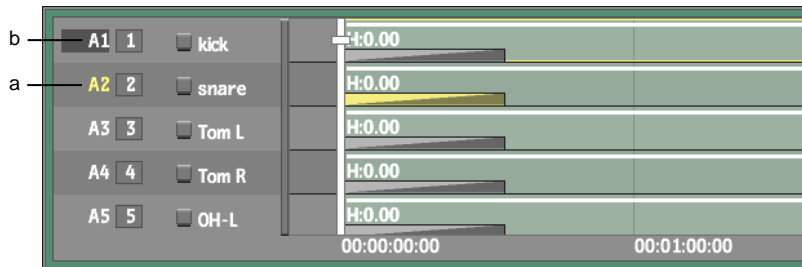 b A1 1 kick H:0.00
a A2 2 snare H:0.00
A3 3 Tom L H:0.00
A4 4 Tom R H:0.00
A5 5 OH-L H:0.00
00:00:00:00 00:01:00:00